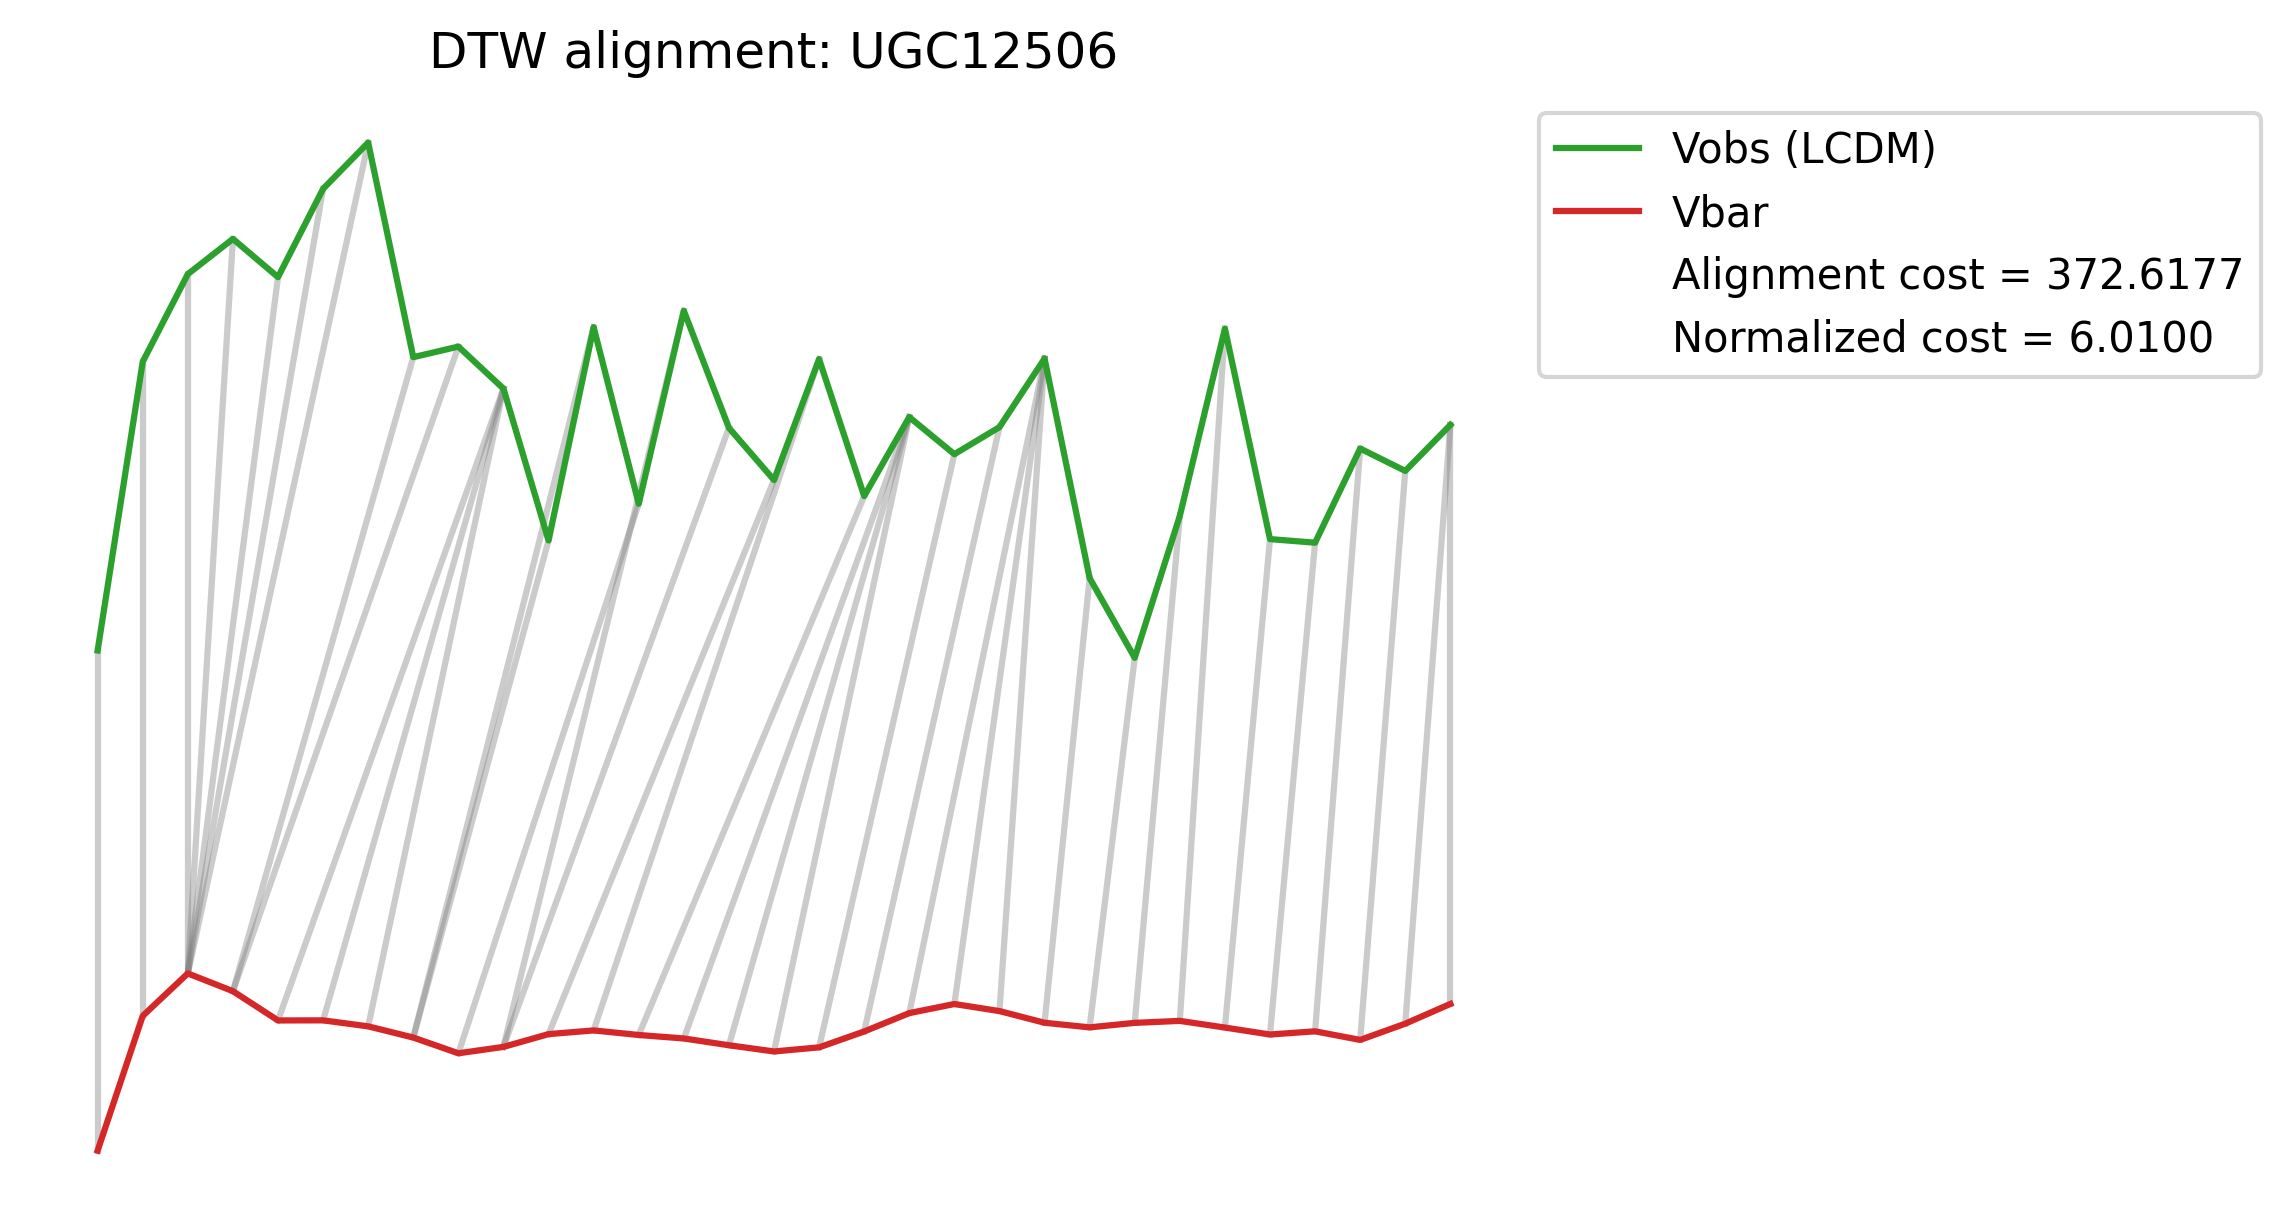 DTW alignment: UGC12506
Vobs (LCDM)
Vbar
Alignment cost = 372.6177
Normalized cost = 6.0100